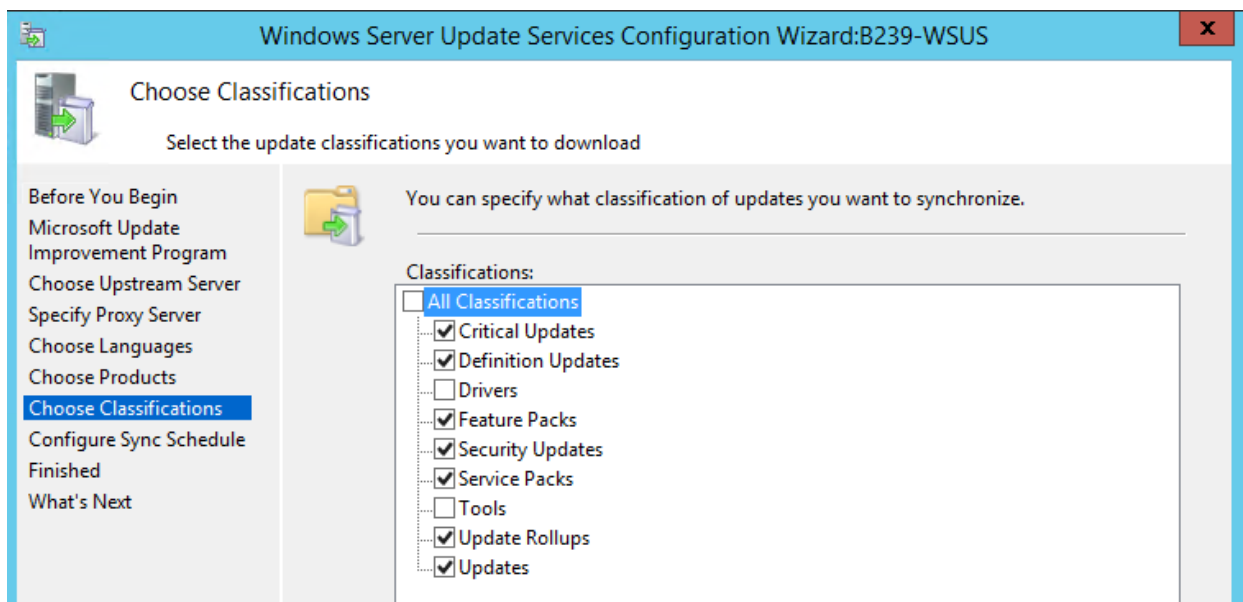 Windows Server Update Services Configuration Wizard:B239-WSUS
x
Choose Classifications
Select the update classifications you want to download
Before You Begin
Microsoft Update
Improvement Program
Choose Upstream Server
Specify Proxy Server
Choose Languages
Choose Products
Choose Classifications
Configure Sync Schedule
Finished
What's Next
You can specify what classification of updates you want to synchronize.
Classifications:
All Classifications
Critical Updates
Definition Updates
Drivers
Feature Packs
Security Updates
Service Packs
Tools
Update Rollups
Updates